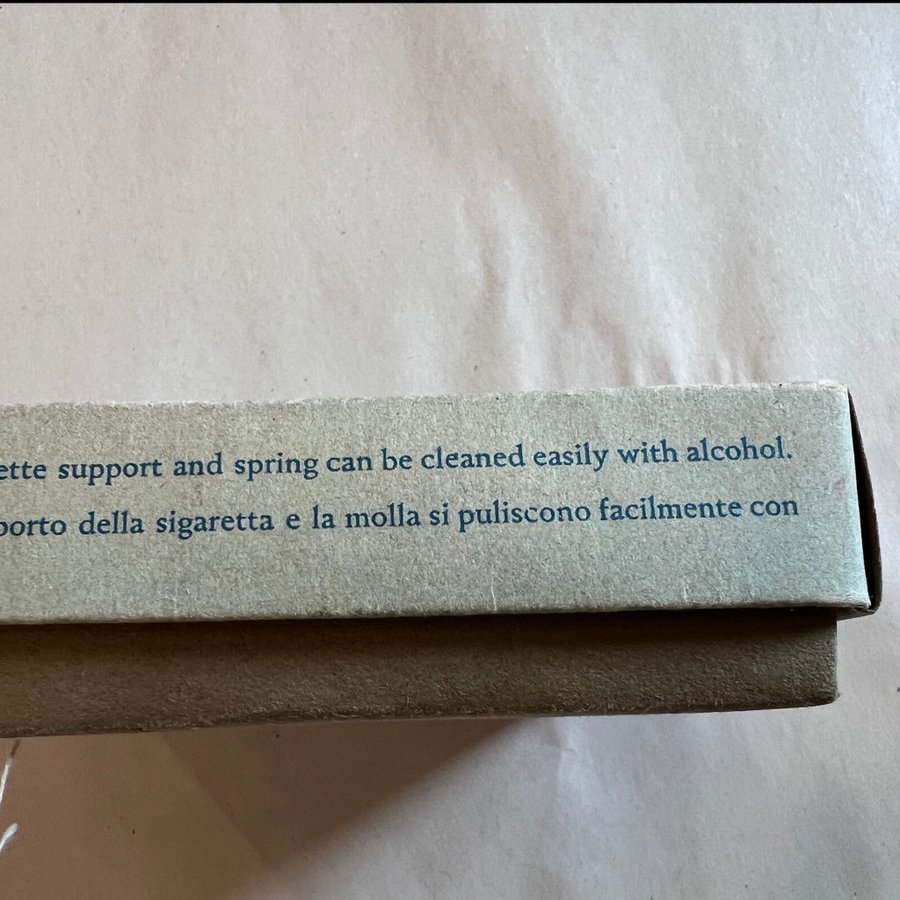 ette support and spring can be cleaned easily with alcohol.
porto della sigaretta e la molla si puliscono facilmente con